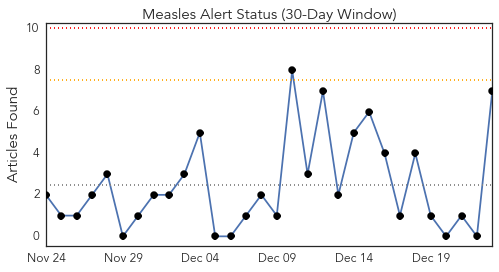 Measles Alert Status (30-Day Window)
Articles Found
10
8
6
4
2
0
Nov 24 Nov 29 Dec 04 Dec 09 Dec 14 Dec 19